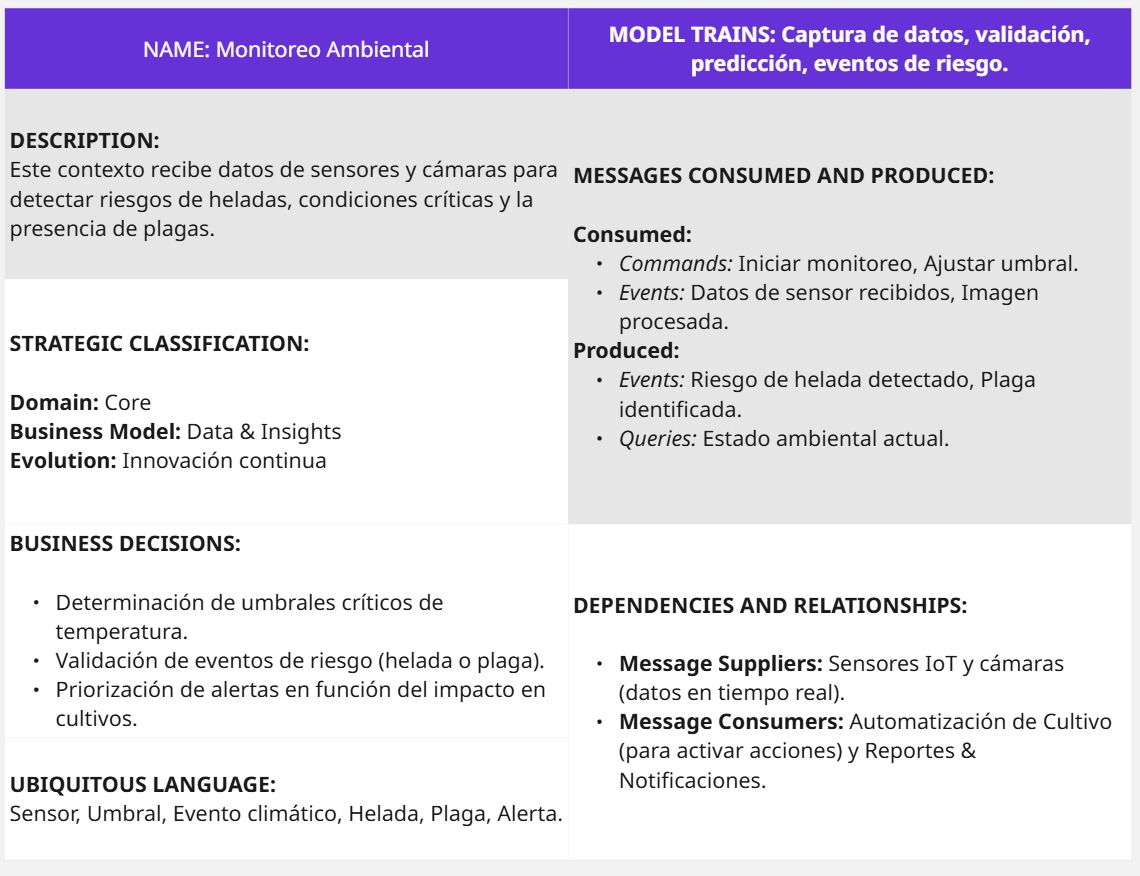 NAME: Monitoreo Ambiental
MODEL TRAINS: Captura de datos, validación,
predicción, eventos de riesgo.
DESCRIPTION:
Este contexto recibe datos de sensores y cámaras para
detectar riesgos de heladas, condiciones críticas y la
presencia de plagas.
STRATEGIC CLASSIFICATION:
Domain: Core
Business Model: Data & Insights
Evolution: Innovación continua
BUSINESS DECISIONS:
• Determinación de umbrales críticos de
temperatura.
• Validación de eventos de riesgo (helada o plaga).
• Priorización de alertas en función del impacto en
cultivos.
UBIQUITOUS LANGUAGE:
Sensor, Umbral, Evento climático, Helada, Plaga, Alerta.
MESSAGES CONSUMED AND PRODUCED:
Consumed:
• Commands: Iniciar monitoreo, Ajustar umbral.
• Events: Datos de sensor recibidos, Imagen
procesada.
Produced:
• Events: Riesgo de helada detectado, Plaga
identificada.
• Queries: Estado ambiental actual.
DEPENDENCIES AND RELATIONSHIPS:
• Message Suppliers: Sensores IoT y cámaras
(datos en tiempo real).
• Message Consumers: Automatización de Cultivo
(para activar acciones) y Reportes &
Notificaciones.